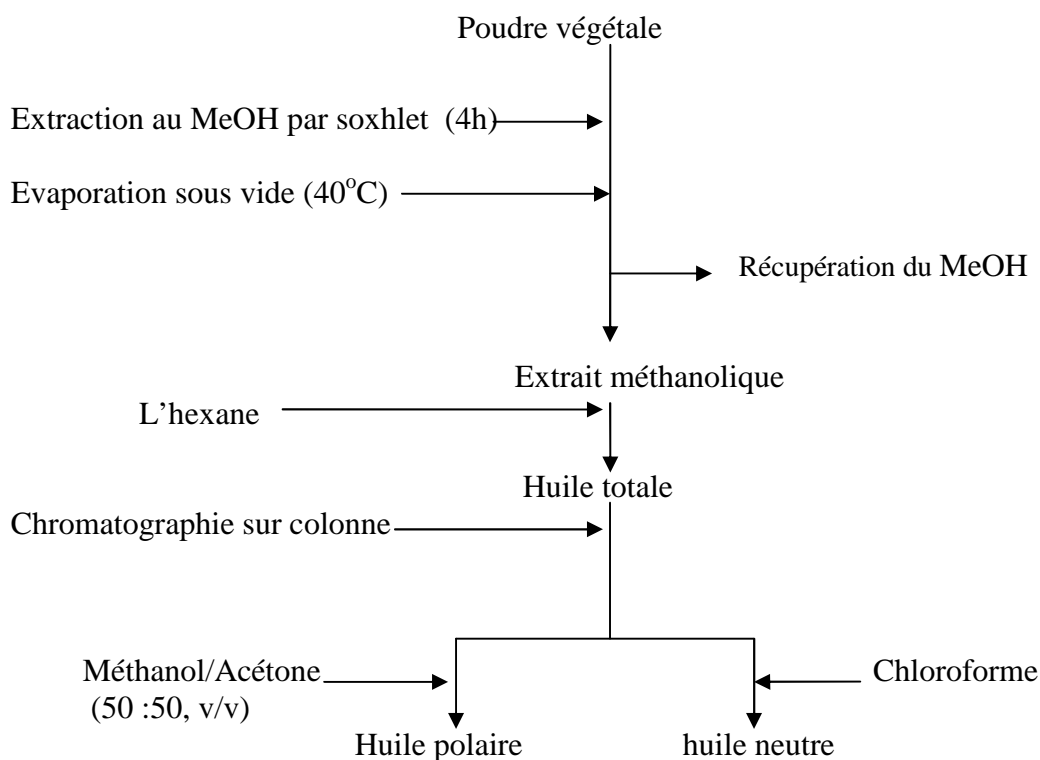 Poudre végétale
Extraction au MeOH par soxhlet (4h)
Evaporation sous vide (40°C)
Récupération du MeOH
Extrait méthanolique
L’hexane
Huile totale
Chromatographie sur colonne
Méthanol/Acétone
(50 :50, v/v)
Chloroforme
Huile polaire
huile neutre